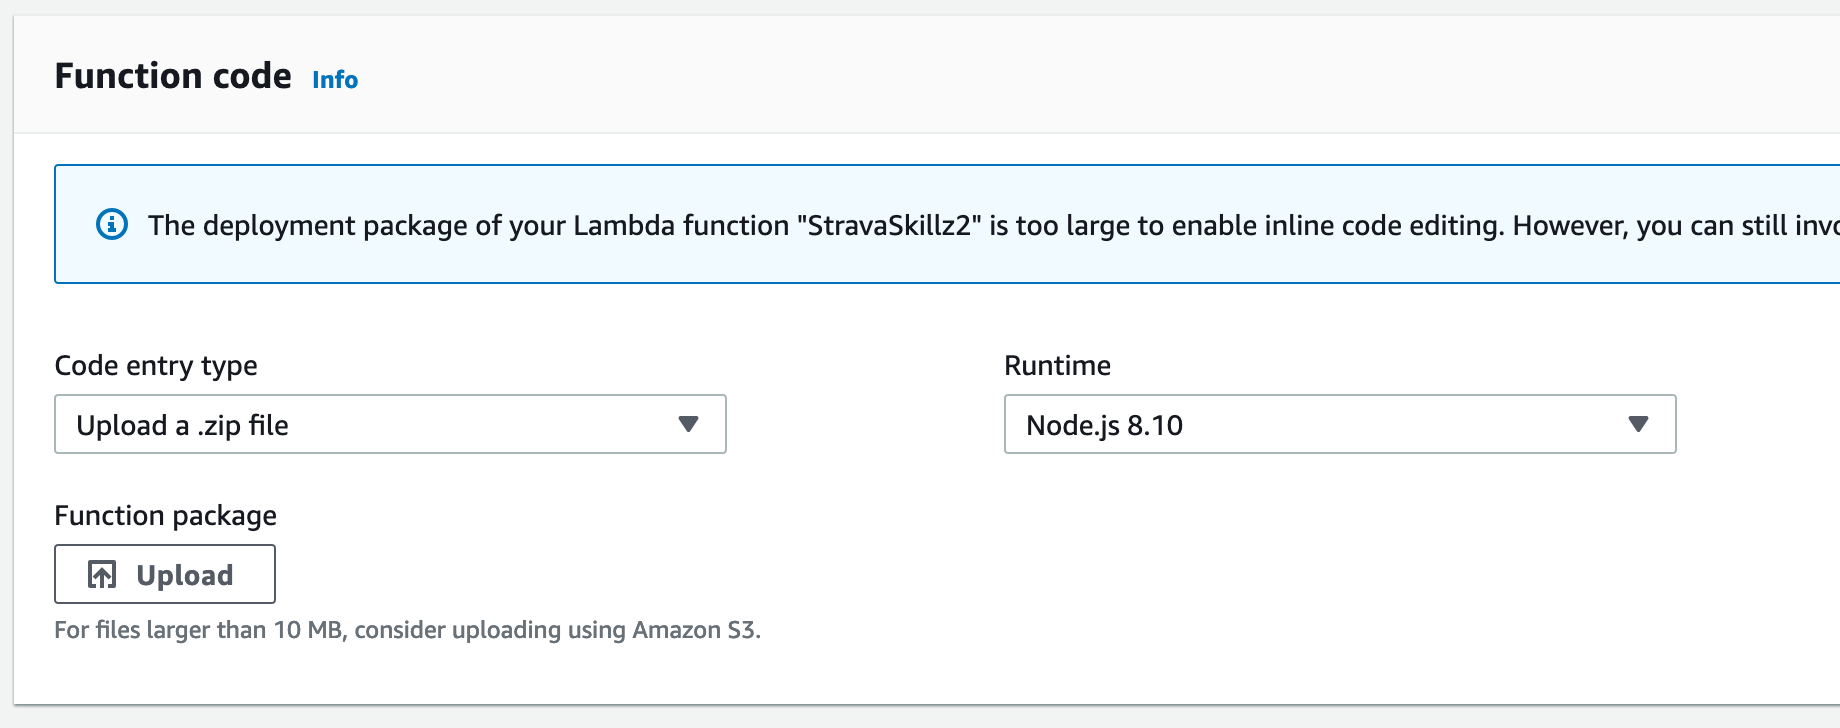 Function code Info
The deployment package of your Lambda function "StravaSkillz2" is too large to enable inline code editing. However, you can still
Code entry type
Runtime
Upload a .zip file
Node.js 8.10
Function package
Upload
For files larger than 10 MB, consider uploading using Amazon S3.